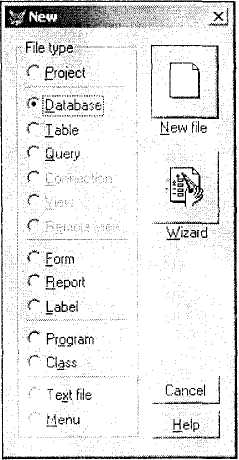 New
File type
Project
Database
Table
Query
Connection
View
Remote view
Form
Report
Label
Program
Class
Text file
Menu
New file
Wizard
Cancel
Help